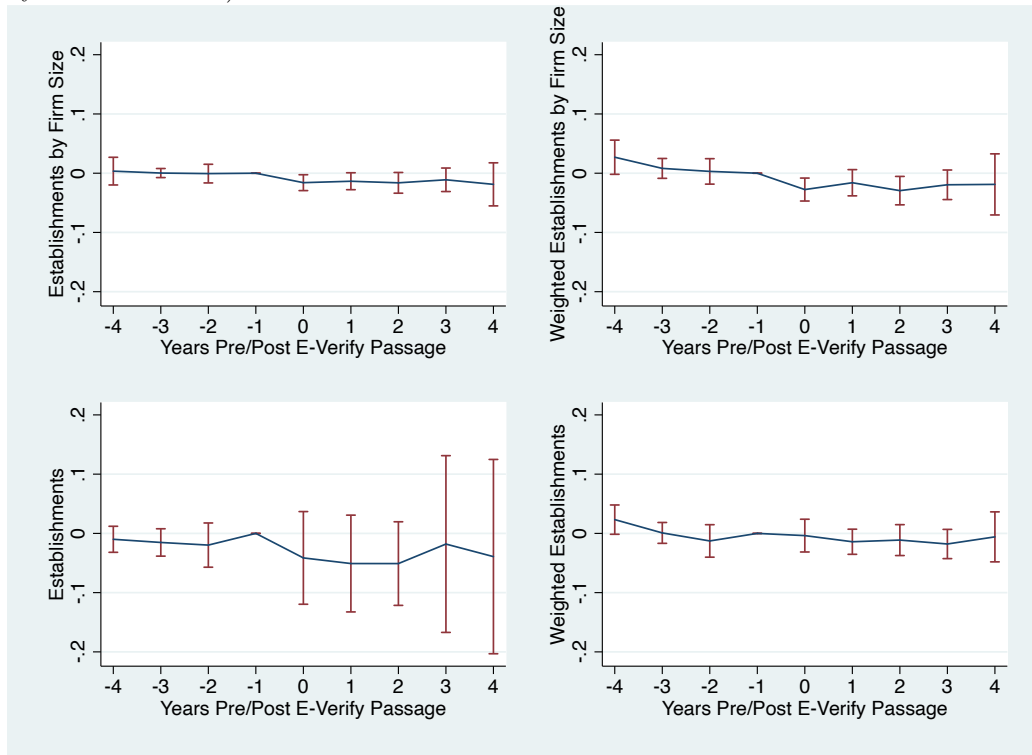 Establishments by Firm Size
.2
.1
0
-.1
-.2
-4 -3 -2 -1 0 1 2 3 4
Years Pre/Post E-Verify Passage
Weighted Establishments by Firm Size
.2
.1
0
-.1
-.2
-4 -3 -2 -1 0 1 2 3 4
Years Pre/Post E-Verify Passage
Establishments
.2
.1
0
-.1
-.2
-4 -3 -2 -1 0 1 2 3 4
Years Pre/Post E-Verify Passage
Weighted Establishments
.2
.1
0
-.1
-.2
-4 -3 -2 -1 0 1 2 3 4
Years Pre/Post E-Verify Passage